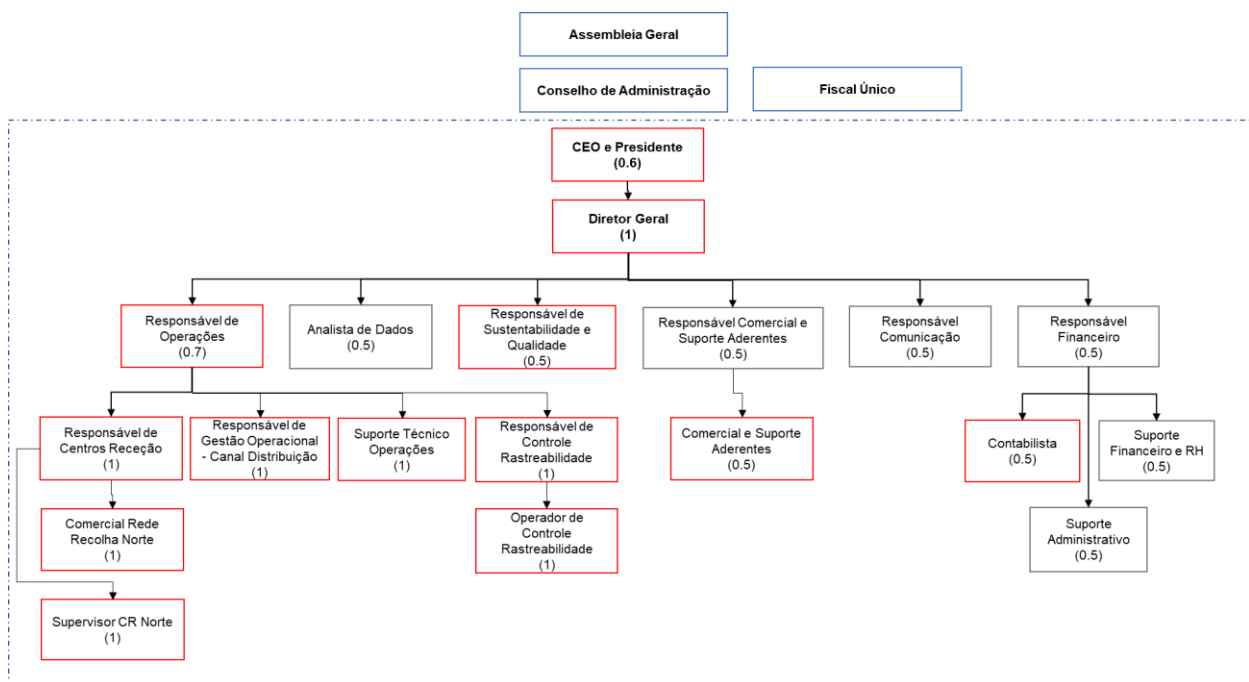 Assembleia Geral
Conselho de Administração
Fiscal Único
CEO e Presidente
(0.6)
Diretor Geral
(1)
Responsável de
Operações
(0.7)
Analista de Dados
(0.5)
Responsável de
Sustentabilidade e
Qualidade
(0.5)
Responsável Comercial e
Suporte Aderentes
(0.5)
Responsável
Comunicação
(0.5)
Responsável
Financeiro
(0.5)
Responsável de
Centros Receção
(1)
Responsável de
Gestão Operacional
- Canal Distribuição
(1)
Suporte Técnico
Operações
(1)
Responsável de
Controle
Rastreabilidade
(1)
Comercial e Suporte
Aderentes
(0.5)
Contabilista
(0.5)
Suporte
Financeiro e RH
(0.5)
Comercial Rede
Recolha Norte
(1)
Operador de
Controle
Rastreabilidade
(1)
Suporte
Administrativo
(0.5)
Supervisor CR Norte
(1)